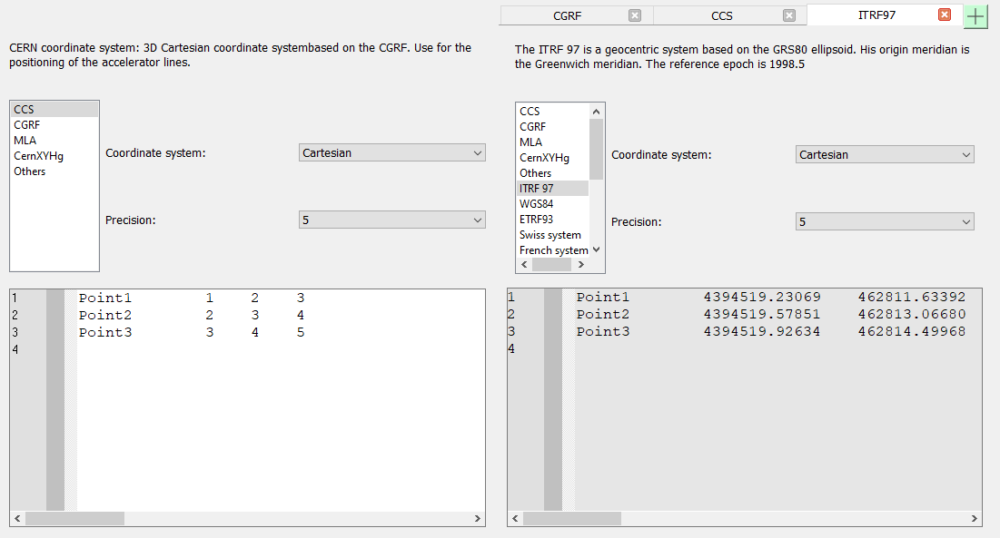 CGRF CCS ITRF97
CERN coordinate system: 3D Cartesian coordinate systembased on the CGRF. Use for the
positioning of the accelerator lines.
CCS
CGRF
MLA
CernXYHg
Others
Coordinate system: Cartesian
Precision: 5
1 Point1 1 2 3
2 Point2 2 3 4
3 Point3 3 4 5
4
The ITRF 97 is a geocentric system based on the GRS80 ellipsoid. His origin meridian is
the Greenwich meridian. The reference epoch is 1998.5
CCS
CGRF
MLA
CernXYHg
Others
ITRF 97
WGS84
ETRF93
Swiss system
French system
Coordinate system: Cartesian
Precision: 5
1 Point1 4394519.23069 462811.63392
2 Point2 4394519.57851 462813.06680
3 Point3 4394519.92634 462814.49968
4